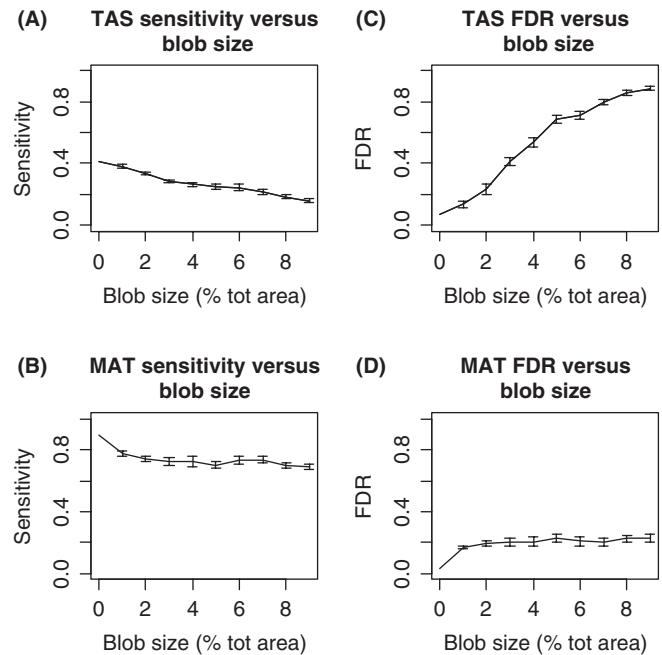 (A) TAS sensitivity versus
blob size
Sensitivity
0.8
0.4
0.0
0 2 4 6 8
Blob size (% tot area)
(C) TAS FDR versus
blob size
FDR
0.8
0.4
0.0
0 2 4 6 8
Blob size (% tot area)
(B) MAT sensitivity versus
blob size
Sensitivity
0.8
0.4
0.0
0 2 4 6 8
Blob size (% tot area)
(D) MAT FDR versus
blob size
FDR
0.8
0.4
0.0
0 2 4 6 8
Blob size (% tot area)